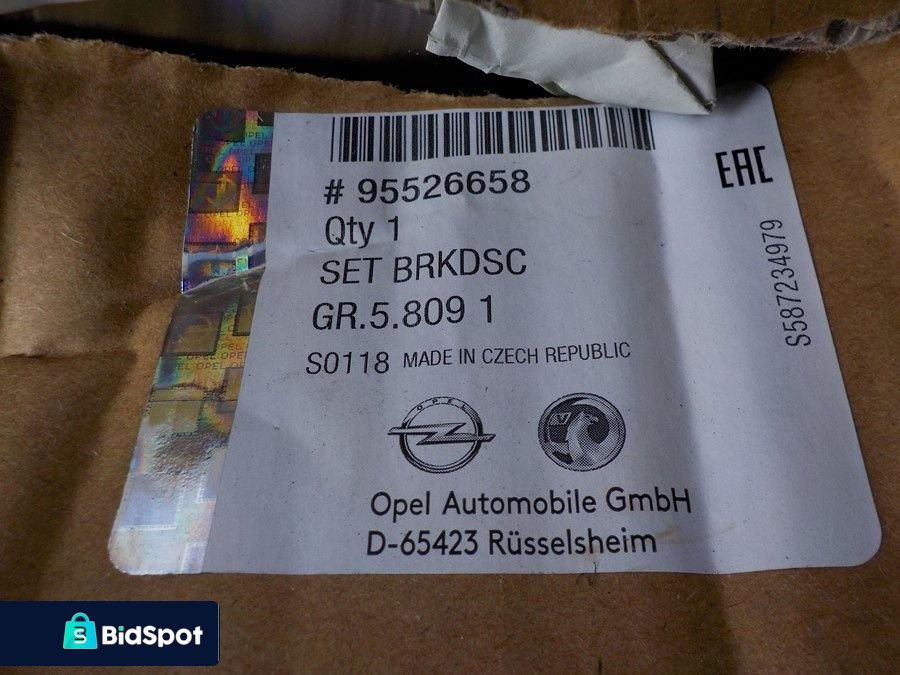 # 95526658
EAC
Qty 1
SET BRKDSC
GR.5.809 1
S0118 MADE IN CZECH REPUBLIC
S587234979
OPEL
Opel Automobile GmbH
D-65423 Rüsselsheim
BidSpot